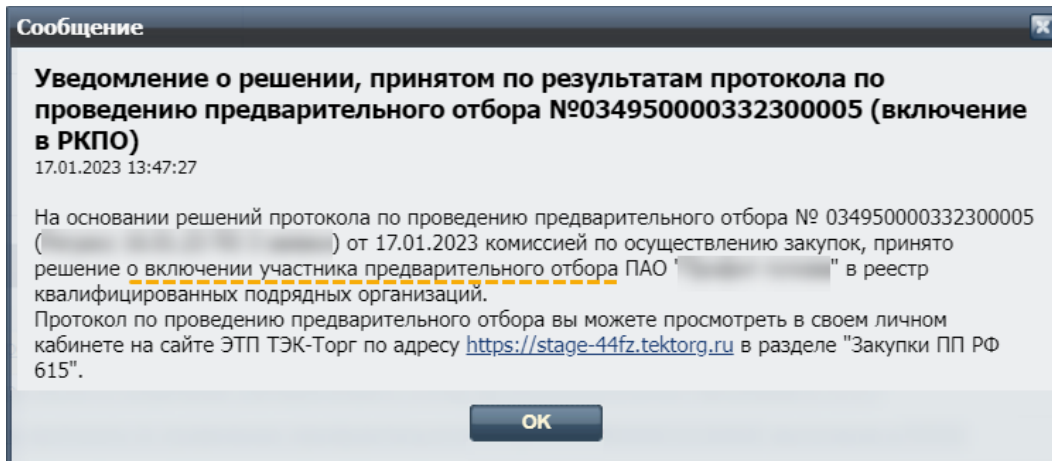 Сообщение
Уведомление о решении, принятом по результатам протокола по
проведению предварительного отбора №034950000332300005 (включение
в РКПО)
17.01.2023 13:47:27
На основании решений протокола по проведению предварительного отбора № 034950000332300005
( ) от 17.01.2023 комиссией по осуществлению закупок, принято
решение о включении участника предварительного отбора ПАО " " в реестр
квалифицированных подрядных организаций.
Протокол по проведению предварительного отбора вы можете просмотреть в своем личном
кабинете на сайте ЭТП ТЭК-Торг по адресу https://stage-44fz.tektorg.ru в разделе "Закупки ПП РФ
615".
ОК